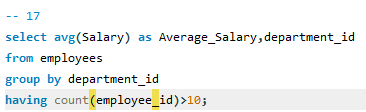 -- 17
select avg(Salary) as Average_Salary,department_id
from employees
group by department_id
having count(employee_id)>10;